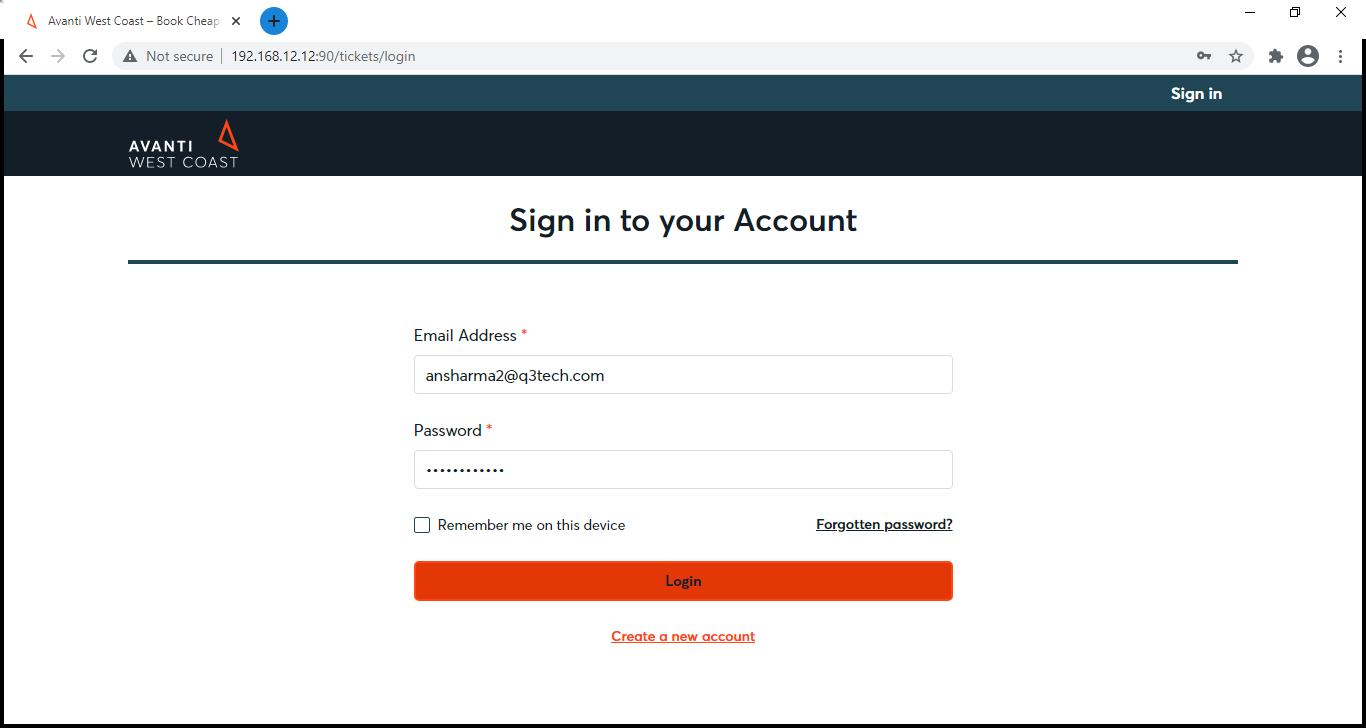 Avanti West Coast – Book Cheap
Not secure 192.168.12.12:90/tickets/login
Sign in
AVANTI
WEST COAST
Sign in to your Account
Email Address *
ansharma2@q3tech.com
Password *
••••••••••••
Remember me on this device Forgotten password?
Login
Create a new account